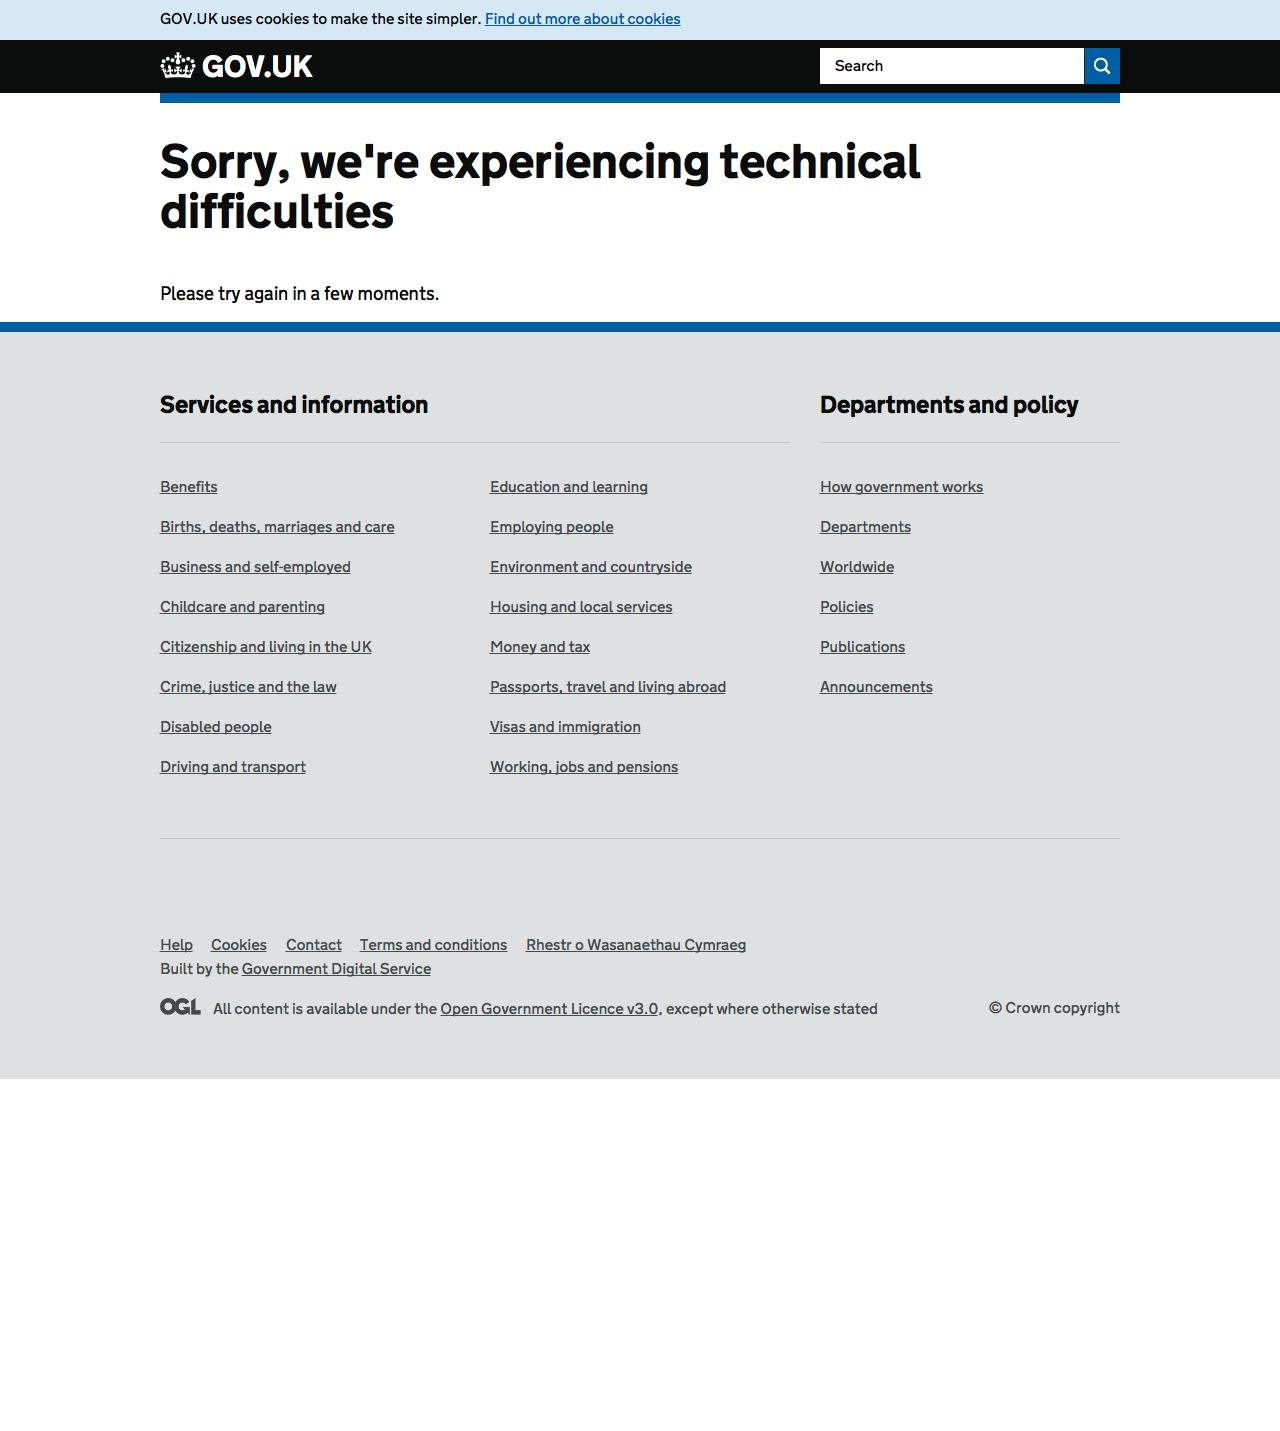 GOV.UK uses cookies to make the site simpler. Find out more about cookies
GOV.UK
Search
Sorry, we're experiencing technical
difficulties
Please try again in a few moments.
Services and information
Benefits
Births, deaths, marriages and care
Business and self-employed
Childcare and parenting
Citizenship and living in the UK
Crime, justice and the law
Disabled people
Driving and transport
Education and learning
Employing people
Environment and countryside
Housing and local services
Money and tax
Passports, travel and living abroad
Visas and immigration
Working, jobs and pensions
Departments and policy
How government works
Departments
Worldwide
Policies
Publications
Announcements
Help Cookies Contact Terms and conditions Rhestr o Wasanaethau Cymraeg
Built by the Government Digital Service
OGL All content is available under the Open Government Licence v3.0, except where otherwise stated
© Crown copyright